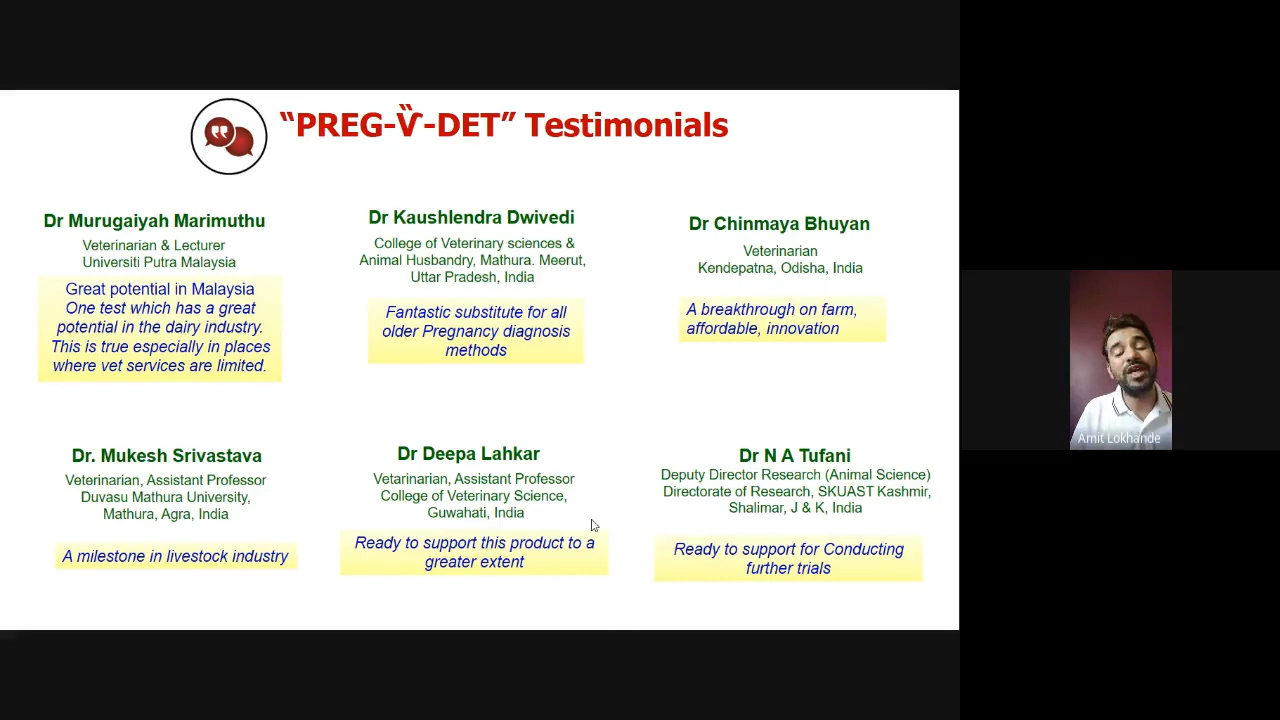 “PREG-Ѷ-DET” Testimonials
Dr Murugaiyah Marimuthu
Veterinarian & Lecturer
Universiti Putra Malaysia
Great potential in Malaysia
One test which has a great
potential in the dairy industry.
This is true especially in places
where vet services are limited.
Dr Kaushlendra Dwivedi
College of Veterinary sciences &
Animal Husbandry, Mathura. Meerut,
Uttar Pradesh, India
Fantastic substitute for all
older Pregnancy diagnosis
methods
Dr Chinmaya Bhuyan
Veterinarian
Kendepatna, Odisha, India
A breakthrough on farm,
affordable, innovation
Dr. Mukesh Srivastava
Veterinarian, Assistant Professor
Duvasu Mathura University,
Mathura, Agra, India
A milestone in livestock industry
Dr Deepa Lahkar
Vetarinarian, Assistant Professor
College of Veterinary Science,
Guwahati, India
Ready to support this product to a
greater extent
Dr N A Tufani
Deputy Director Research (Animal Science)
Directorate of Research, SKUAST Kashmir,
Shalimar, J & K, India
Ready to support for Conducting
further trials
Amit Lokhande